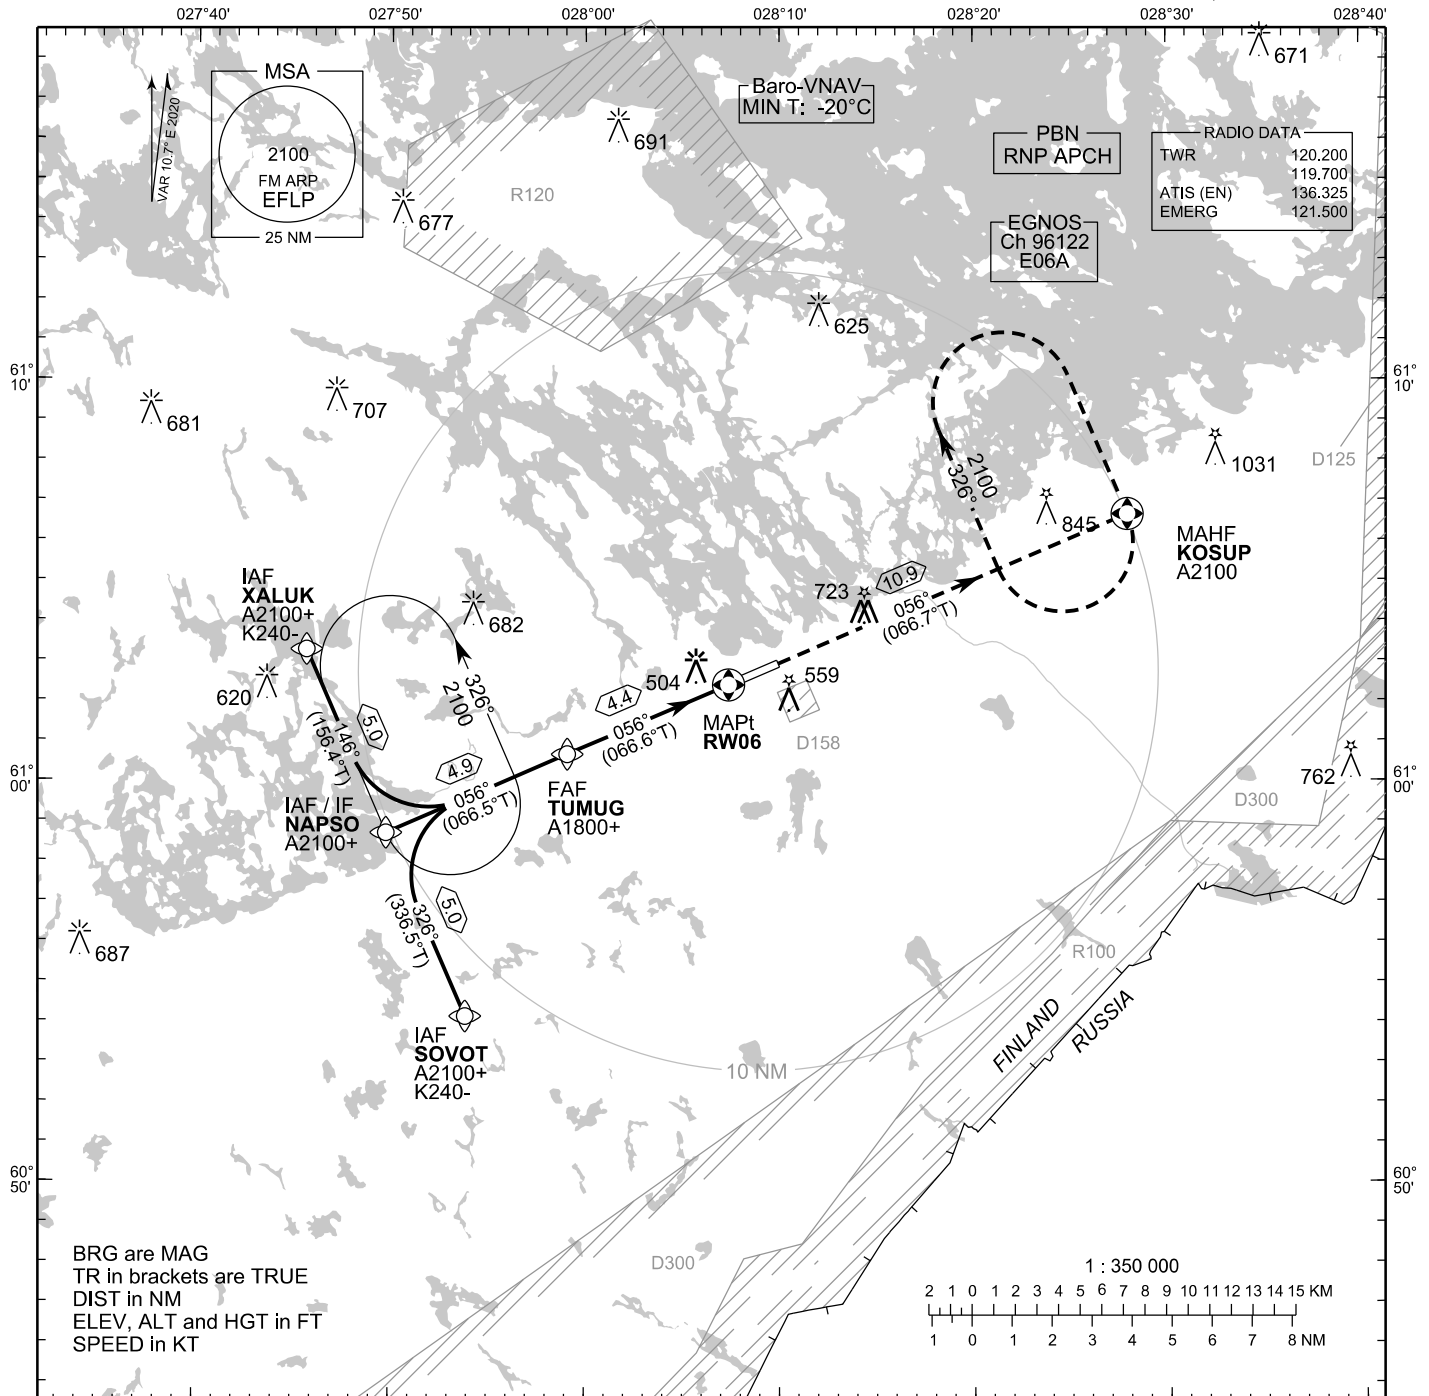 027°40'
027°50'
028°00'
028°10'
028°20'
028°30'
028°40'
VAR 10.7° E 2020
MSA
2100
FM ARP
EFLP
25 NM
Baro-VNAV
MIN T: -20°C
PBN
RNP APCH
EGNOS
Ch 96122
E06A
RADIO DATA
TWR 120.200
119.700
ATIS (EN) 136.325
EMERG 121.500
671
691
R120
677
625
61°
10'
61°
10'
681
707
1031
D125
2100
326°
845
MAHF
KOSUP
A2100
IAF
XALUK
A2100+
K240-
682
723
10.9
056°
(066.7°T)
620
326°
2100
504
559
4.4
056°
(066.6°T)
MAPt
RW06
D158
5.0
146°
(156.4°T)
4.9
056°
(066.5°T)
762
61°
00'
61°
00'
IAF / IF
NAPSO
A2100+
FAF
TUMUG
A1800+
D300
5.0
326°
(336.5°T)
687
R100
IAF
SOVOT
A2100+
K240-
FINLAND
RUSSIA
10 NM
60°
50'
60°
50'
D300
BRG are MAG
TR in brackets are TRUE
DIST in NM
ELEV, ALT and HGT in FT
SPEED in KT
1 : 350 000
2 1 0 1 2 3 4 5 6 7 8 9 10 11 12 13 14 15 KM
1 0 1 2 3 4 5 6 7 8 NM